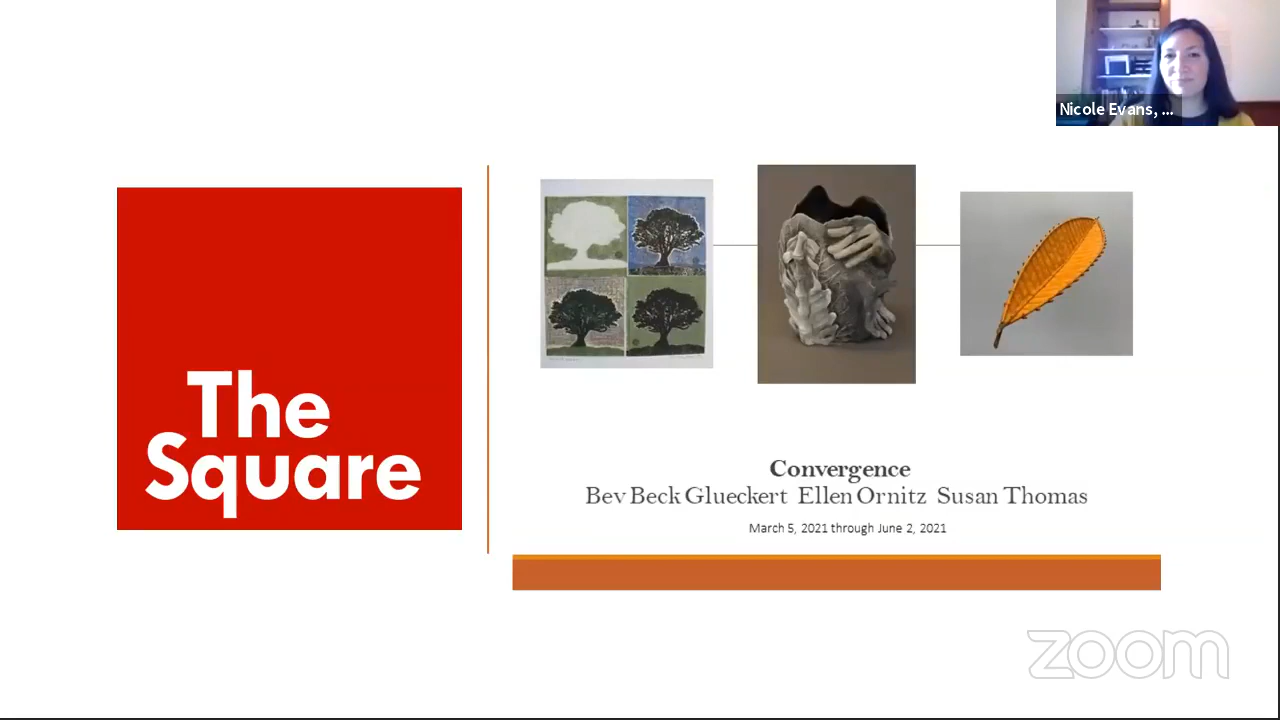 Nicole Evans, ...
The
Square
Convergence
Bev Beck Glueckert Ellen Ornitz Susan Thomas
March 5, 2021 through June 2, 2021
zoom